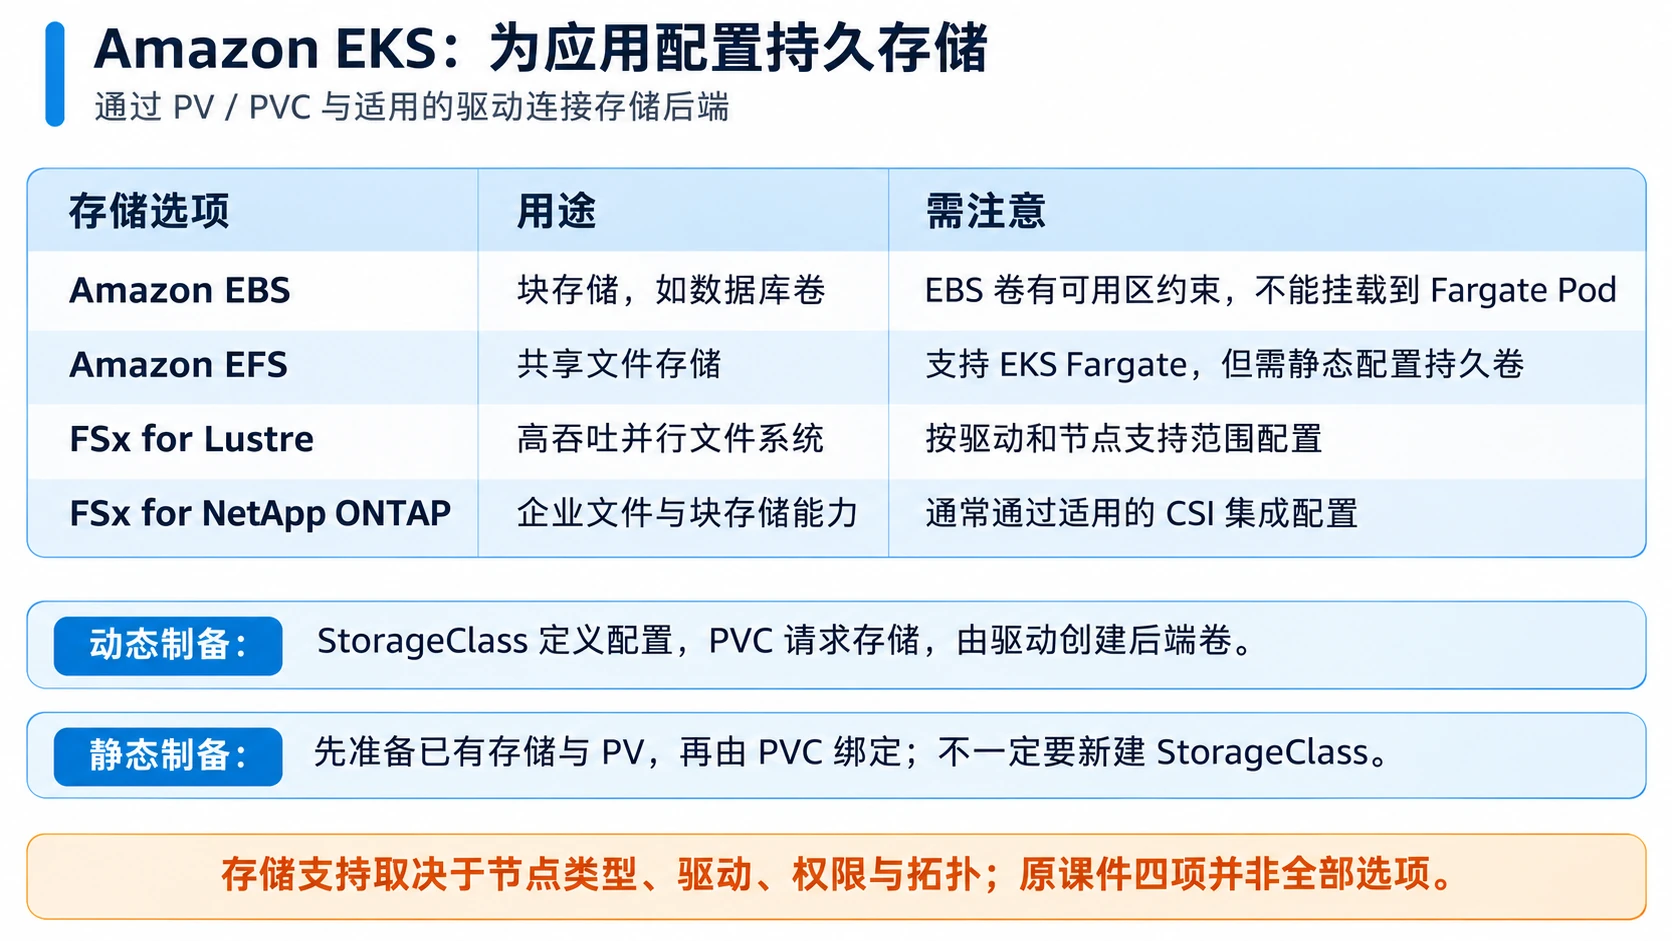 Amazon EKS：为应用配置持久存储
通过 PV / PVC 与适用的驱动连接存储后端
存储选项 用途 需注意
Amazon EBS 块存储，如数据库卷 EBS 卷有可用区约束，不能挂载到 Fargate Pod
Amazon EFS 共享文件存储 支持 EKS Fargate，但需静态配置持久卷
FSx for Lustre 高吞吐并行文件系统 按驱动和节点支持范围配置
FSx for NetApp ONTAP 企业文件与块存储能力 通常通过适用的 CSI 集成配置
动态制备： StorageClass 定义配置，PVC 请求存储，由驱动创建后端卷。
静态制备： 先准备已有存储与 PV，再由 PVC 绑定；不一定要新建 StorageClass。
存储支持取决于节点类型、驱动、权限与拓扑；原课件四项并非全部选项。